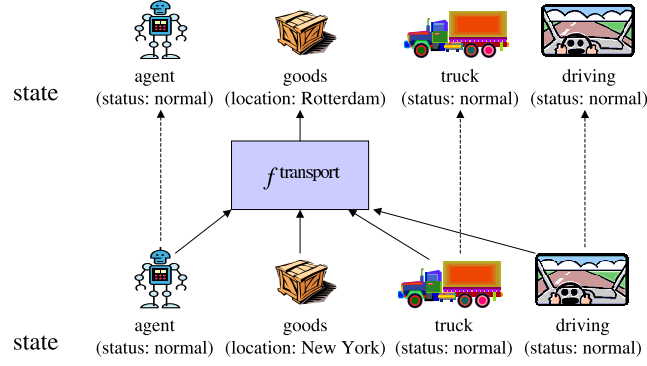 agent goods truck driving
state (status: normal) (location: Rotterdam) (status: normal) (status: normal)
f transport
agent goods truck driving
state (status: normal) (location: New York) (status: normal) (status: normal)